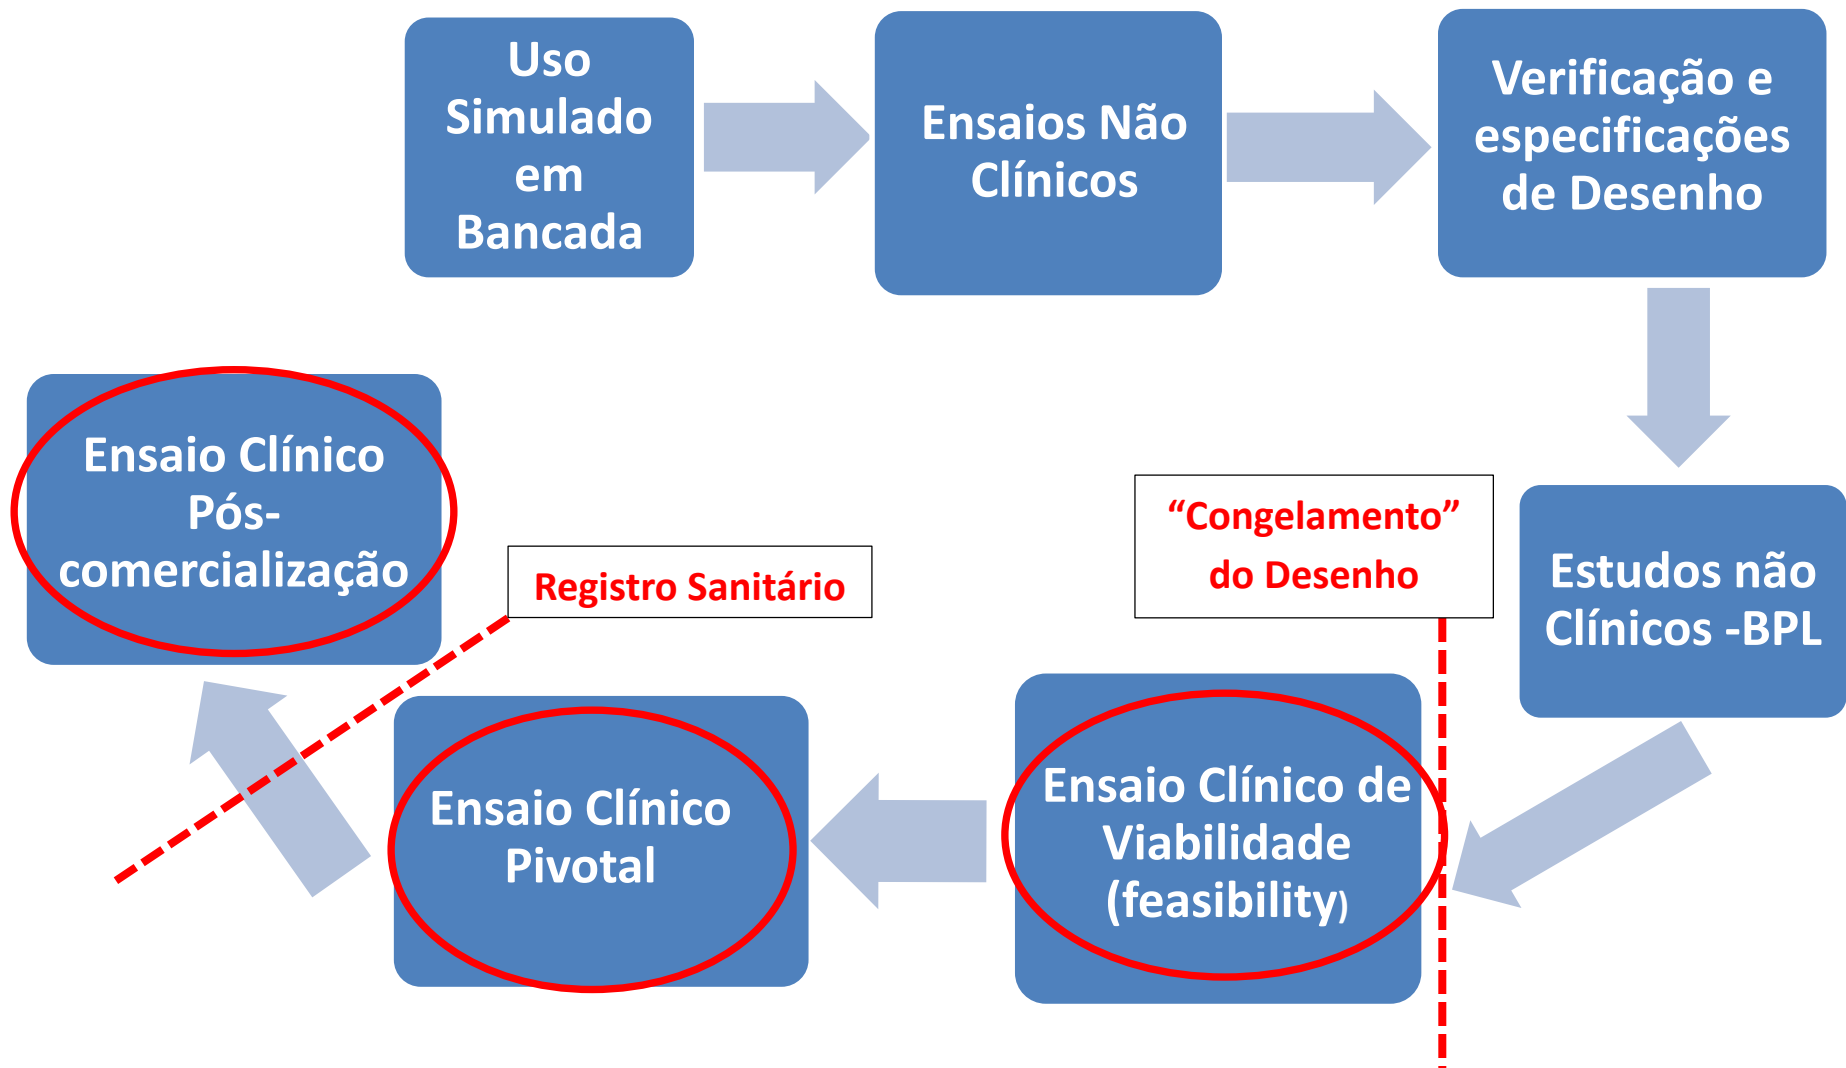 Uso
Simulado
em
Bancada
Ensaios Não
Clínicos
Verificação e
especificações
de Desenho
Estudos não
Clínicos -BPL
“Congelamento”
do Desenho
Ensaio Clínico de
Viabilidade
(feasibility)
Ensaio Clínico
Pivotal
Registro Sanitário
Ensaio Clínico
Pós-
comercialização